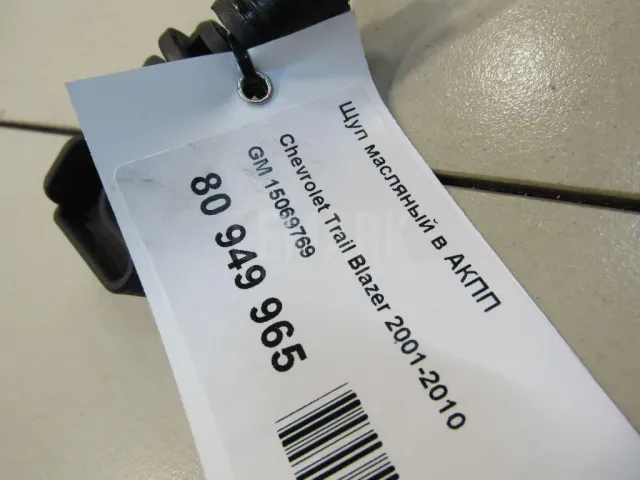 Щуп масляный в АКПП
Chevrolet Trail Blazer 2001-2010
GM 15069769
80 949 965